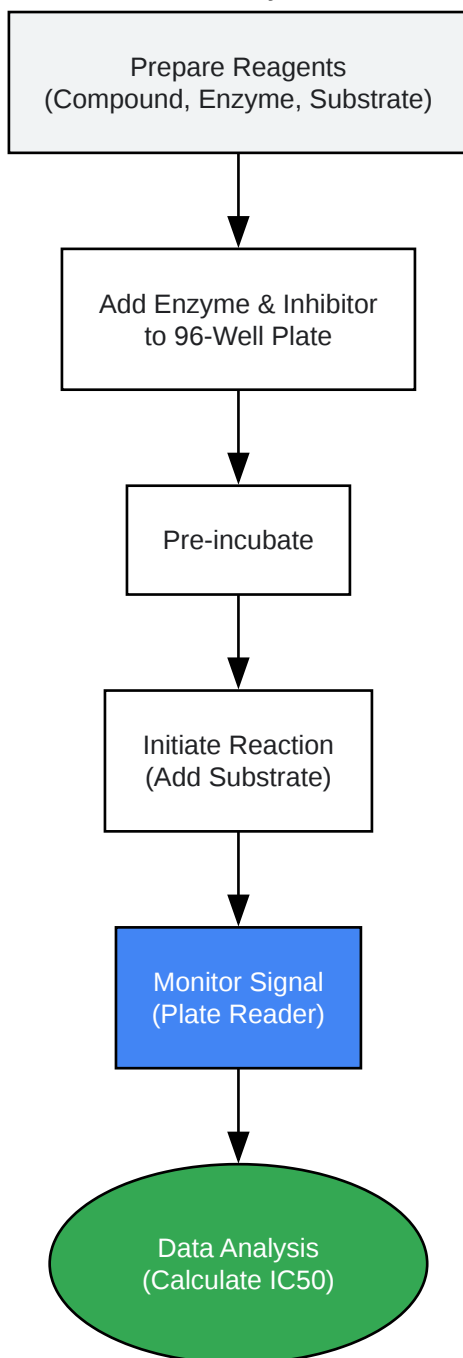 Prepare Reagents
(Compound, Enzyme, Substrate)
Add Enzyme & Inhibitor
to 96-Well Plate
Pre-incubate
Initiate Reaction
(Add Substrate)
Monitor Signal
(Plate Reader)
Data Analysis
(Calculate IC50)